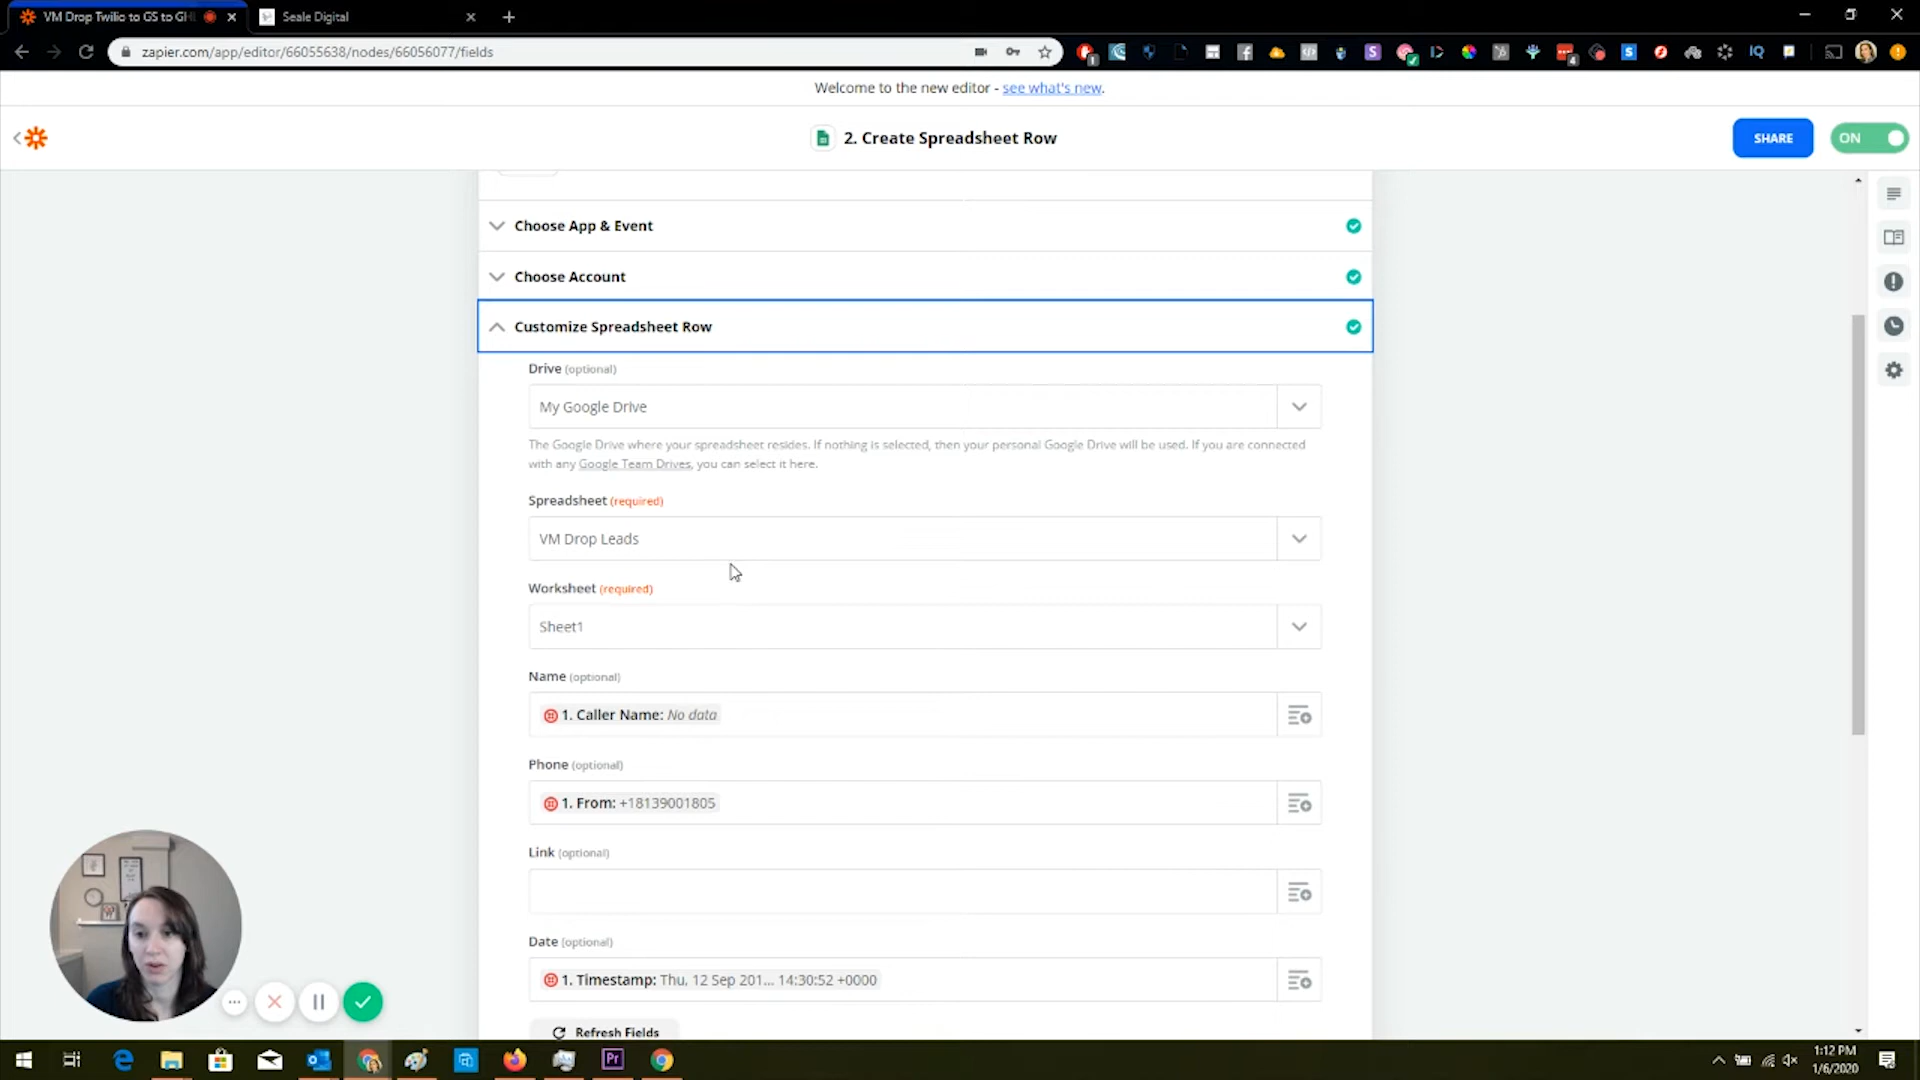 VM Drop Twilio to GS to GHL
Seale Digital
zapier.com/app/editor/66055638/nodes/66056077/fields
Welcome to the new editor - see what's new.
2. Create Spreadsheet Row
SHARE
ON
Choose App & Event
Choose Account
Customize Spreadsheet Row
Drive (optional)
My Google Drive
The Google Drive where your spreadsheet resides. If nothing is selected, then your personal Google Drive will be used. If you are connected
with any Google Team Drives, you can select it here.
Spreadsheet (required)
VM Drop Leads
Worksheet (required)
Sheet1
Name (optional)
1. Caller Name: No data
Phone (optional)
1. From: +18139001805
Link (optional)
Date (optional)
1. Timestamp: Thu, 12 Sep 201... 14:30:52 +0000
Refresh Fields
Pr
1:12 PM
1/6/2020